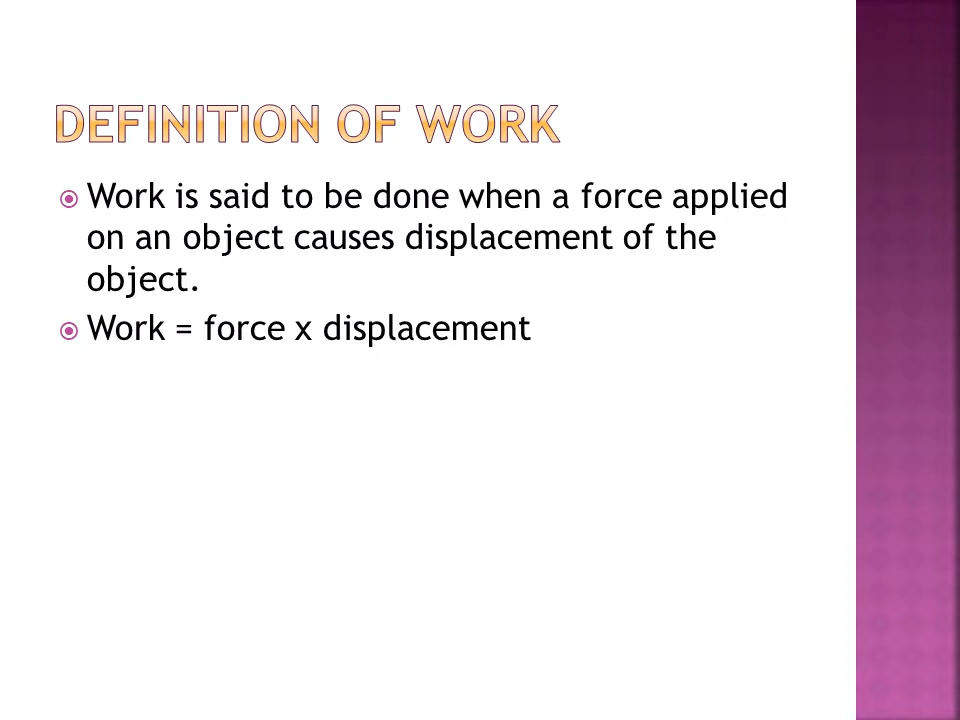 DEFINITION OF WORK
Work is said to be done when a force applied
on an object causes displacement of the
object.
Work = force x displacement